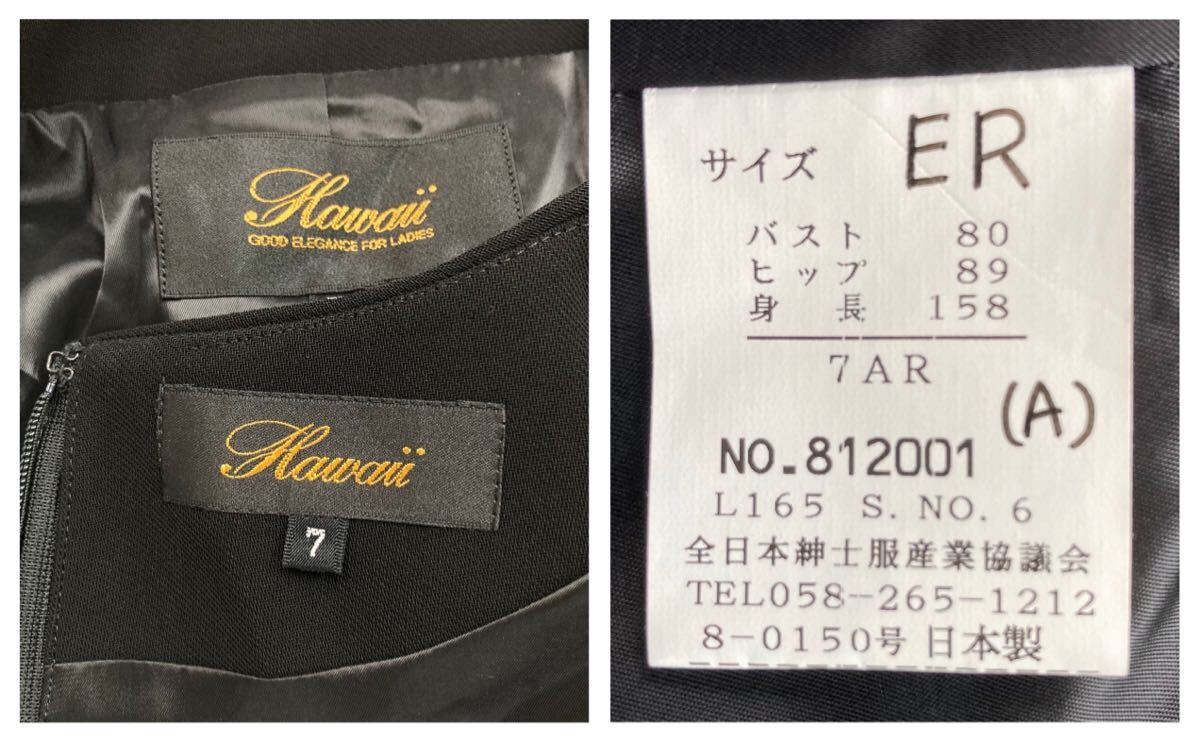 Hawaii
GOOD ELEGANCE FOR LADIES
Hawaii
7
サイズ ER
バスト 80
ヒップ 89
身長 158
7AR
(A)
NO.812001
L165 S.NO.6
全日本紳士服産業協議会
TEL058-265-1212
8-0150号 日本製